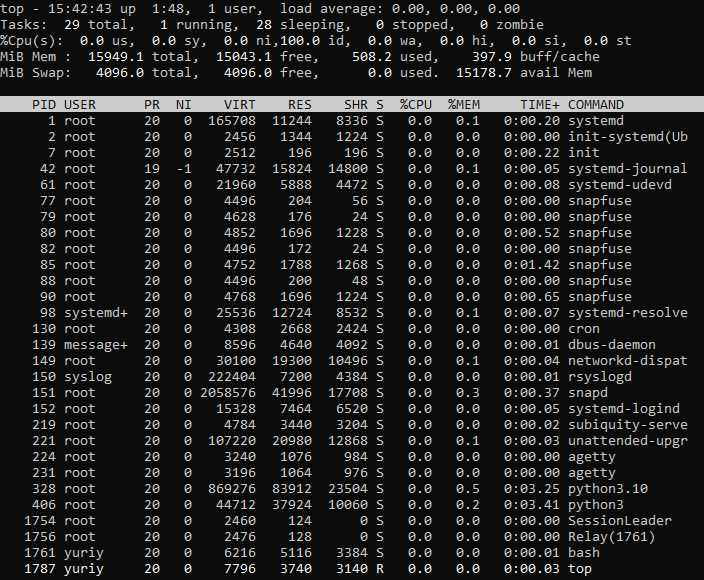 top - 15:42:43 up  1:48,  1 user,  load average: 0.00, 0.00, 0.00
Tasks:  29 total,   1 running,  28 sleeping,   0 stopped,   0 zombie
%Cpu(s):  0.0 us,  0.0 sy,  0.0 ni,100.0 id,  0.0 wa,  0.0 hi,  0.0 si,  0.0 st
MiB Mem :  15949.1 total,  15043.1 free,    508.2 used,    397.9 buff/cache
MiB Swap:   4096.0 total,   4096.0 free,      0.0 used.  15178.7 avail Mem
PID USER      PR  NI    VIRT    RES    SHR S  %CPU  %MEM     TIME+ COMMAND
1 root      20   0  165708  11244   8336 S   0.0   0.1   0:00.20 systemd
2 root      20   0    2456   1344   1224 S   0.0   0.0   0:00.00 init-systemd(Ub
7 root      20   0    2512    196    196 S   0.0   0.0   0:00.22 init
42 root      19  -1   47732  15824  14800 S   0.0   0.1   0:00.05 systemd-journal
61 root      20   0   21960   5888   4472 S   0.0   0.0   0:00.08 systemd-udevd
77 root      20   0    4496    204     56 S   0.0   0.0   0:00.00 snapfuse
79 root      20   0    4628    176     24 S   0.0   0.0   0:00.00 snapfuse
80 root      20   0    4852   1696   1228 S   0.0   0.0   0:00.52 snapfuse
82 root      20   0    4496    172     24 S   0.0   0.0   0:00.00 snapfuse
85 root      20   0    4752   1788   1268 S   0.0   0.0   0:01.42 snapfuse
88 root      20   0    4496    200     48 S   0.0   0.0   0:00.00 snapfuse
90 root      20   0    4768   1696   1224 S   0.0   0.0   0:00.65 snapfuse
98 systemd+  20   0   25536  12724   8532 S   0.0   0.1   0:00.07 systemd-resolve
130 root      20   0    4308   2668   2424 S   0.0   0.0   0:00.00 cron
139 message+  20   0    8596   4640   4092 S   0.0   0.0   0:00.01 dbus-daemon
149 root      20   0   30100  19300  10496 S   0.0   0.1   0:00.04 networkd-dispat
150 syslog    20   0  222404   7200   4384 S   0.0   0.0   0:00.01 rsyslogd
151 root      20   0 2058576  41996  17708 S   0.0   0.3   0:00.37 snapd
152 root      20   0   15328   7464   6520 S   0.0   0.0   0:00.05 systemd-logind
219 root      20   0    4784   3440   3204 S   0.0   0.0   0:00.02 subiquity-serve
221 root      20   0  107220  20980  12868 S   0.0   0.1   0:00.03 unattended-upgr
224 root      20   0    3240   1076    984 S   0.0   0.0   0:00.00 agetty
231 root      20   0    3196   1064    976 S   0.0   0.0   0:00.00 agetty
328 root      20   0  869276  83912  23504 S   0.0   0.5   0:03.25 python3.10
406 root      20   0   44712  37924  10060 S   0.0   0.2   0:03.41 python3
1754 root      20   0    2460    124      0 S   0.0   0.0   0:00.00 SessionLeader
1756 root      20   0    2476    128      0 S   0.0   0.0   0:00.00 Relay(1761)
1761 yuriy     20   0    6216   5116   3384 S   0.0   0.0   0:00.01 bash
1787 yuriy     20   0    7796   3740   3140 R   0.0   0.0   0:00.03 top